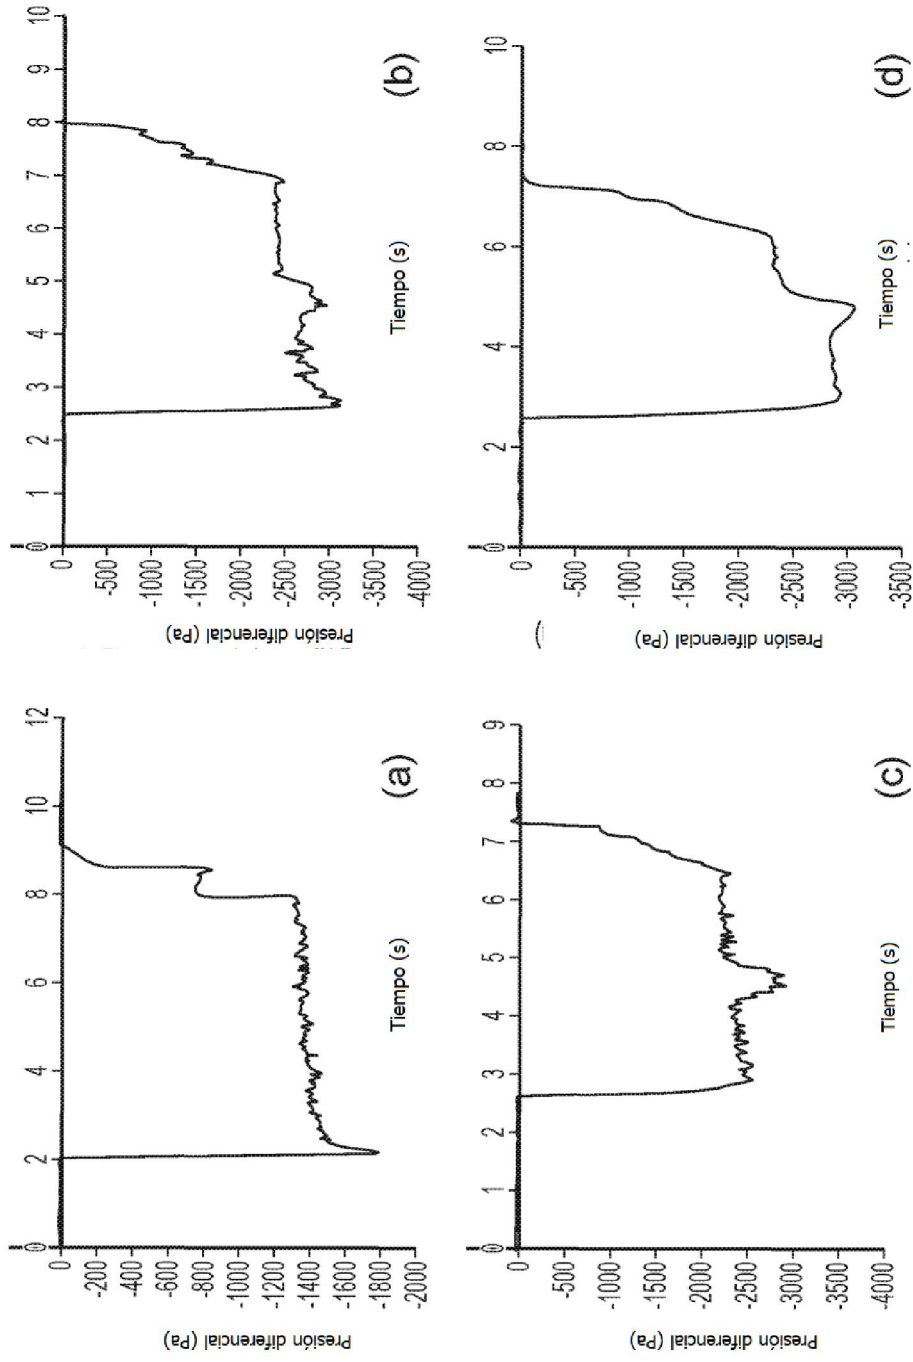 0
-200
-400
-600
-800
-1000
-1200
-1400
-1600
-1800
-2000
Presión diferencial (Pa)
0 2 4 6 8 10 12
Tiempo (s)
(a)
0
-500
-1000
-1500
-2000
-2500
-3000
-3500
-4000
Presión diferencial (Pa)
0 1 2 3 4 5 6 7 8 9 10
Tiempo (s)
(b)
0
-500
-1000
-1500
-2000
-2500
-3000
-3500
-4000
Presión diferencial (Pa)
0 1 2 3 4 5 6 7 8 9
Tiempo (s)
(c)
0
-500
-1000
-1500
-2000
-2500
-3000
-3500
Presión diferencial (Pa)
0 2 4 6 8 10
Tiempo (s)
(d)